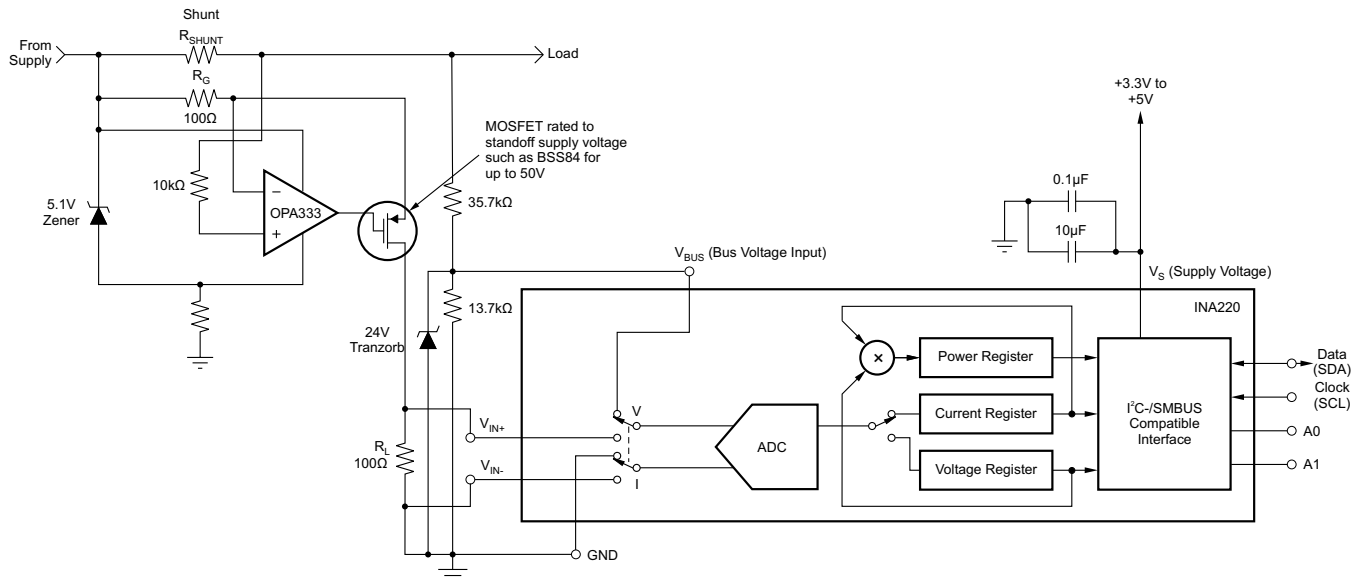 Shunt
R_SHUNT
From
Supply
Load
R_G
100Ω
+3.3V to
+5V
MOSFET rated to
standoff supply voltage
such as BSS84 for
up to 50V
10kΩ
−
OPA333
+
5.1V
Zener
35.7kΩ
0.1µF
10µF
V_BUS (Bus Voltage Input)
V_S (Supply Voltage)
INA220
13.7kΩ
24V
Tranzorb
×
Power Register
Data
(SDA)
Clock
(SCL)
V
Current Register
I²C-/SMBUS
Compatible
Interface
V_IN+
ADC
A0
R_L
100Ω
V_IN-
I
Voltage Register
A1
GND